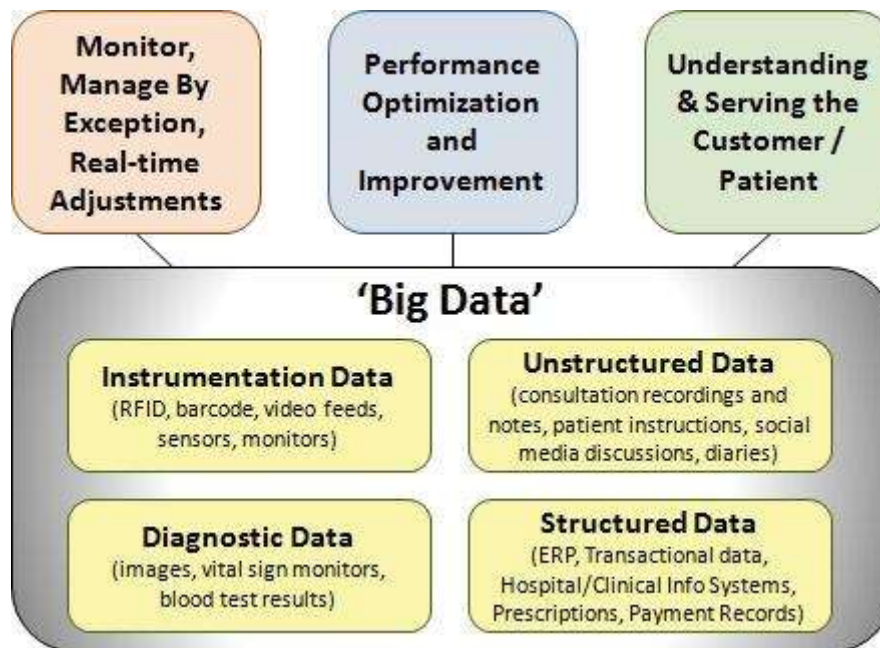 Monitor,
Manage By
Exception,
Real-time
Adjustments
Performance
Optimization
and
Improvement
Understanding
& Serving the
Customer /
Patient
‘Big Data’
Instrumentation Data
(RFID, barcode, video feeds,
sensors, monitors)
Unstructured Data
(consultation recordings and
notes, patient instructions, social
media discussions, diaries)
Diagnostic Data
(images, vital sign monitors,
blood test results)
Structured Data
(ERP, Transactional data,
Hospital/Clinical Info Systems,
Prescriptions, Payment Records)